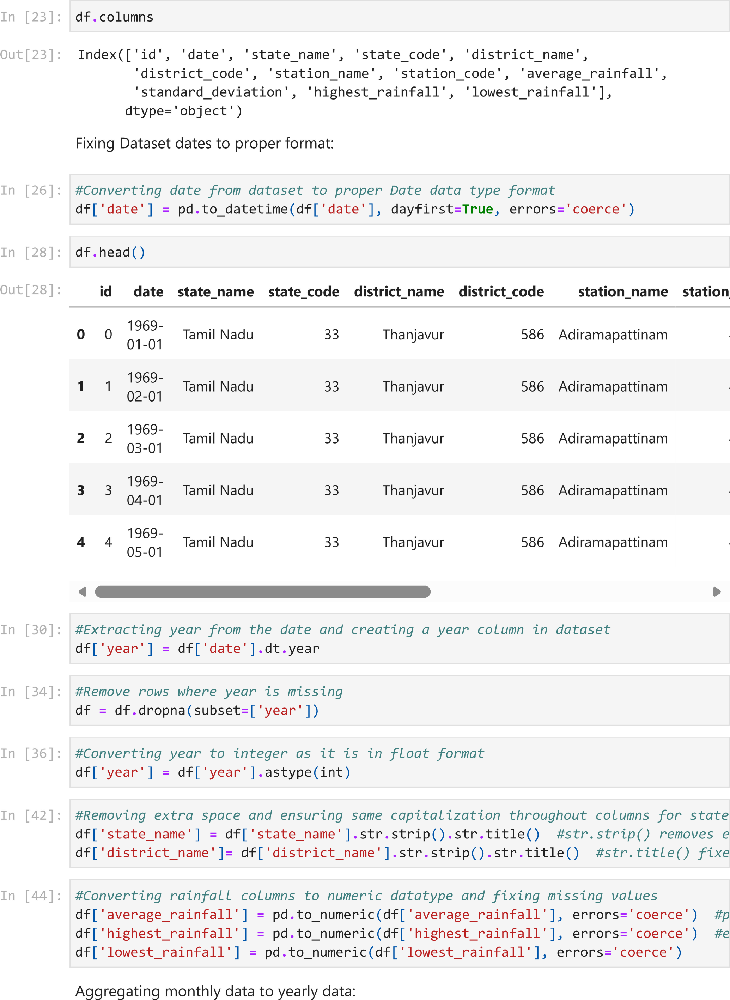 In [23]: df.columns
Out[23]: Index(['id', 'date', 'state_name', 'state_code', 'district_name',
'district_code', 'station_name', 'station_code', 'average_rainfall',
'standard_deviation', 'highest_rainfall', 'lowest_rainfall'],
dtype='object')
Fixing Dataset dates to proper format:
In [26]: #Converting date from dataset to proper Date data type format
df['date'] = pd.to_datetime(df['date'], dayfirst=True, errors='coerce')
In [28]: df.head()
Out[28]: id date state_name state_code district_name district_code station_name station_
0 0 1969-
01-01 Tamil Nadu 33 Thanjavur 586 Adiramapattinam
1 1 1969-
02-01 Tamil Nadu 33 Thanjavur 586 Adiramapattinam
2 2 1969-
03-01 Tamil Nadu 33 Thanjavur 586 Adiramapattinam
3 3 1969-
04-01 Tamil Nadu 33 Thanjavur 586 Adiramapattinam
4 4 1969-
05-01 Tamil Nadu 33 Thanjavur 586 Adiramapattinam
In [30]: #Extracting year from the date and creating a year column in dataset
df['year'] = df['date'].dt.year
In [34]: #Remove rows where year is missing
df = df.dropna(subset=['year'])
In [36]: #Converting year to integer as it is in float format
df['year'] = df['year'].astype(int)
In [42]: #Removing extra space and ensuring same capitalization throughout columns for state
df['state_name'] = df['state_name'].str.strip().str.title()  #str.strip() removes e
df['district_name']= df['district_name'].str.strip().str.title()  #str.title() fixe
In [44]: #Converting rainfall columns to numeric datatype and fixing missing values
df['average_rainfall'] = pd.to_numeric(df['average_rainfall'], errors='coerce')  #p
df['highest_rainfall'] = pd.to_numeric(df['highest_rainfall'], errors='coerce')  #e
df['lowest_rainfall'] = pd.to_numeric(df['lowest_rainfall'], errors='coerce')
Aggregating monthly data to yearly data: